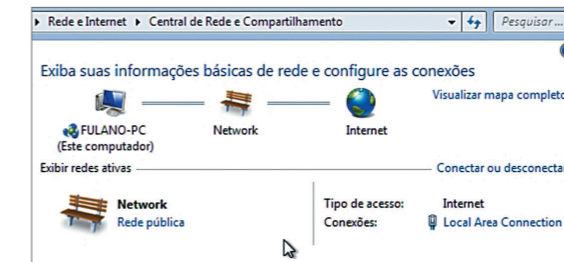 Rede e Internet ▸ Central de Rede e Compartilhamento Pesquisar...
Exiba suas informações básicas de rede e configure as conexões
Visualizar mapa completo
FULANO-PC Network Internet
(Este computador)
Exibir redes ativas Conectar ou desconecta
Network Tipo de acesso: Internet
Rede pública Conexões: Local Area Connection